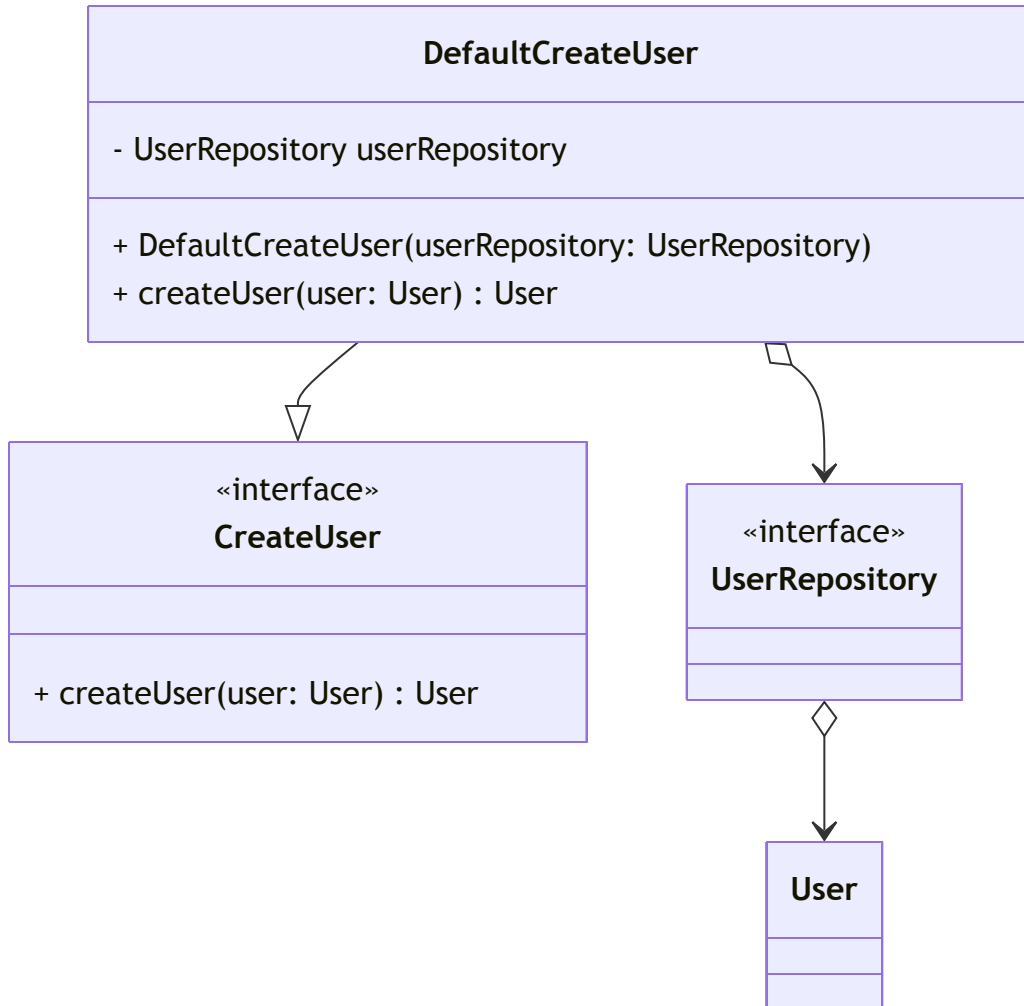 DefaultCreateUser
- UserRepository userRepository
+ DefaultCreateUser(userRepository: UserRepository)
+ createUser(user: User) : User
«interface»
CreateUser
+ createUser(user: User) : User
«interface»
UserRepository
User